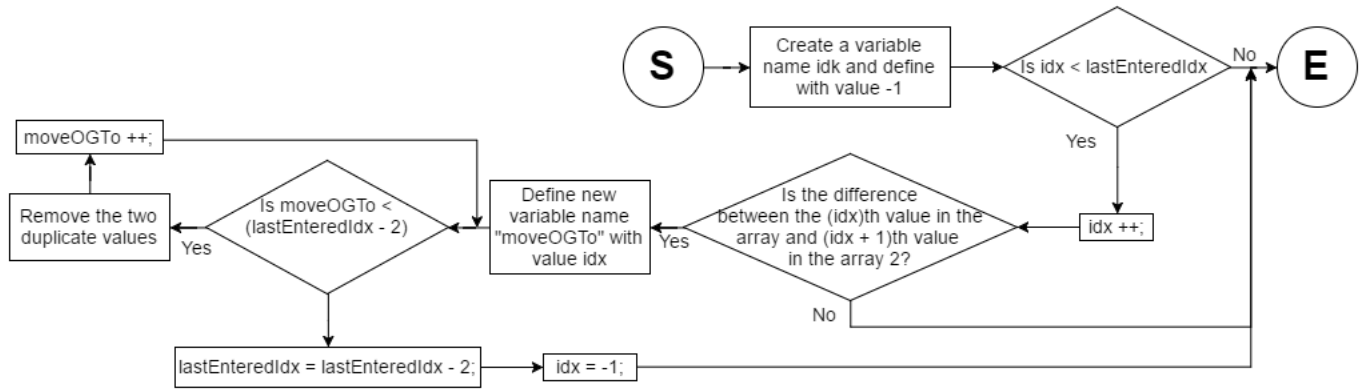 S
Create a variable
name idk and define
with value -1
Is idx < lastEnteredIdx
No
E
Yes
idx ++;
Is the difference
between the (idx)th value in the
array and (idx + 1)th value
in the array 2?
No
Yes
Define new
variable name
"moveOGTo" with
value idx
Is moveOGTo <
(lastEnteredIdx - 2)
Yes
Remove the two
duplicate values
moveOGTo ++;
lastEnteredIdx = lastEnteredIdx - 2;
idx = -1;